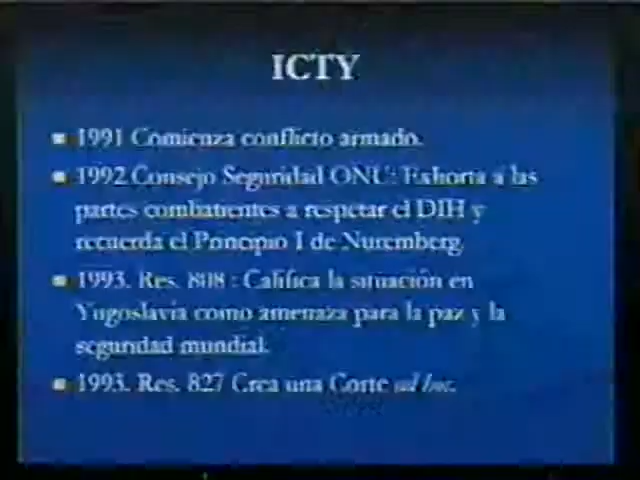 ICTY
1991 Comienza conflicto armado.
1992 Consejo Seguridad ONU: Exhorta a las
partes combatientes a respetar el DIH y
recuerda el Principio I de Nuremberg.
1993. Res. 808 : Califica la situación en
Yugoslavia como amenaza para la paz y la
seguridad mundial.
1993. Res. 827 Crea una Corte ad hoc.